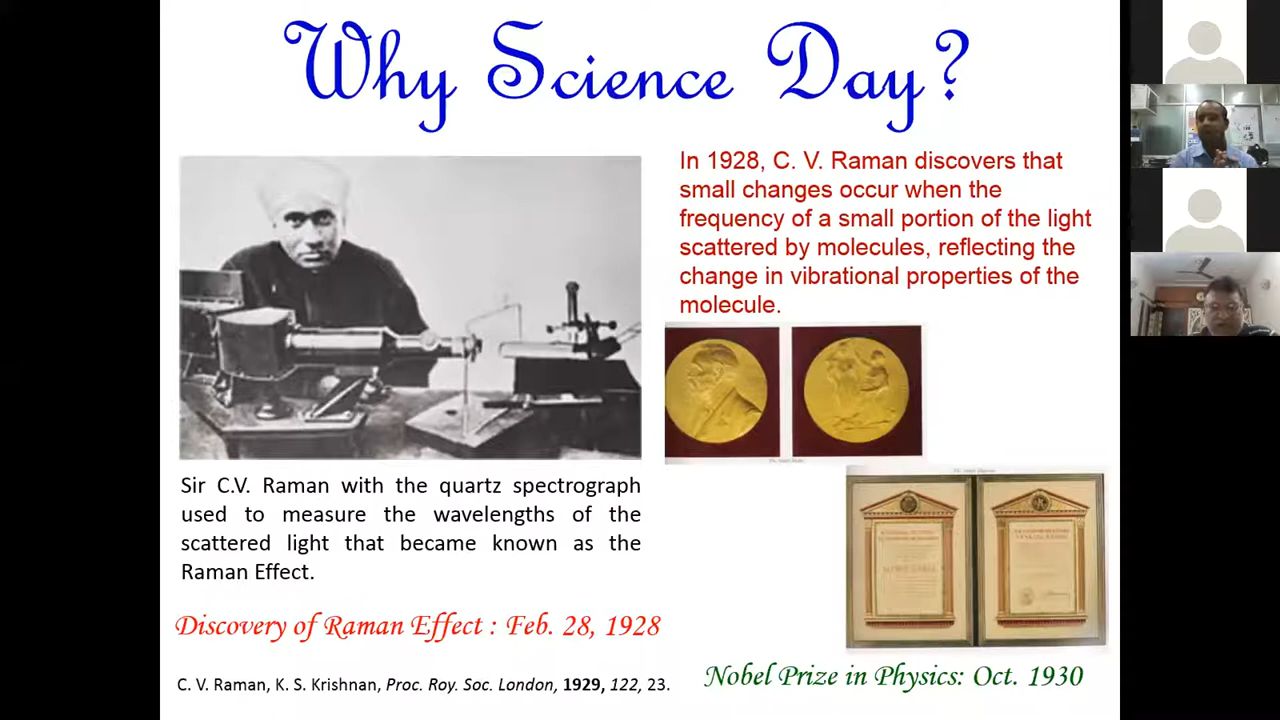 Why Science Day?
In 1928, C. V. Raman discovers that
small changes occur when the
frequency of a small portion of the light
scattered by molecules, reflecting the
change in vibrational properties of the
molecule.
Sir C.V. Raman with the quartz spectrograph
used to measure the wavelengths of the
scattered light that became known as the
Raman Effect.
Discovery of Raman Effect : Feb. 28, 1928
C. V. Raman, K. S. Krishnan, Proc. Roy. Soc. London, 1929, 122, 23.
Nobel Prize in Physics: Oct. 1930